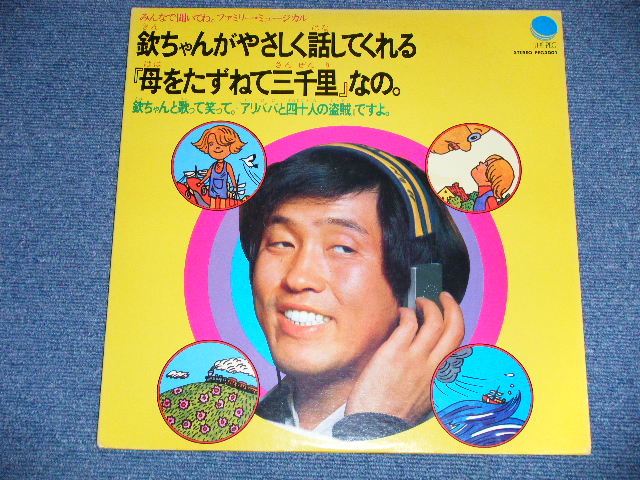 みんなで聞いてね。ファミリー・ミュージカル
欽ちゃんがやさしく話してくれる
『母をたずねて三千里』なの。
欽ちゃんと歌って笑って。「アリババと四十人の盗賊」ですよ。
STEREO